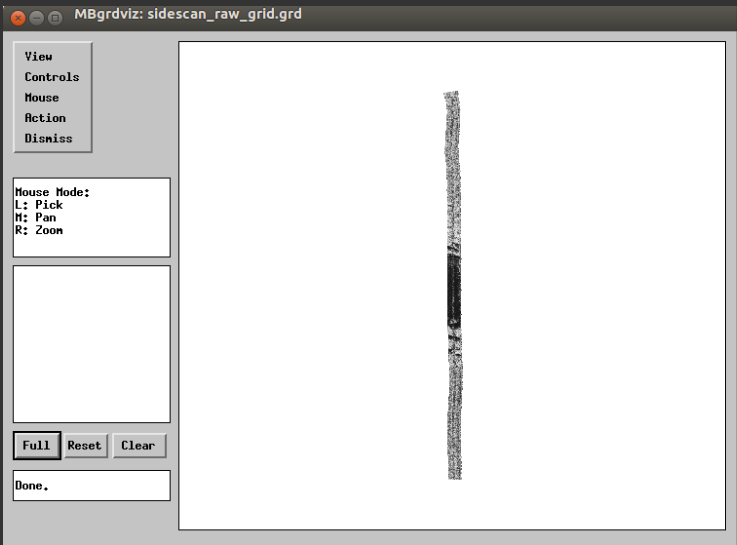 MBgrdviz: sidescan_raw_grid.grd
View
Controls
Mouse
Action
Dismiss
Mouse Mode:
L: Pick
M: Pan
R: Zoom
Full Reset Clear
Done.